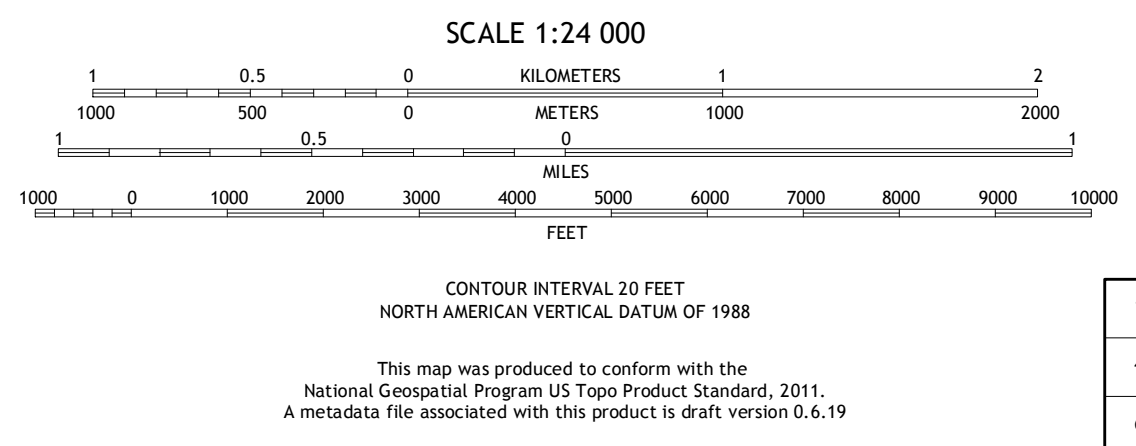 SCALE 1:24 000
1 0.5 0 KILOMETERS 1 2
1000 500 0 METERS 1000 2000
1 0.5 0 1
MILES
1000 0 1000 2000 3000 4000 5000 6000 7000 8000 9000 10000
FEET
CONTOUR INTERVAL 20 FEET
NORTH AMERICAN VERTICAL DATUM OF 1988
This map was produced to conform with the
National Geospatial Program US Topo Product Standard, 2011.
A metadata file associated with this product is draft version 0.6.19